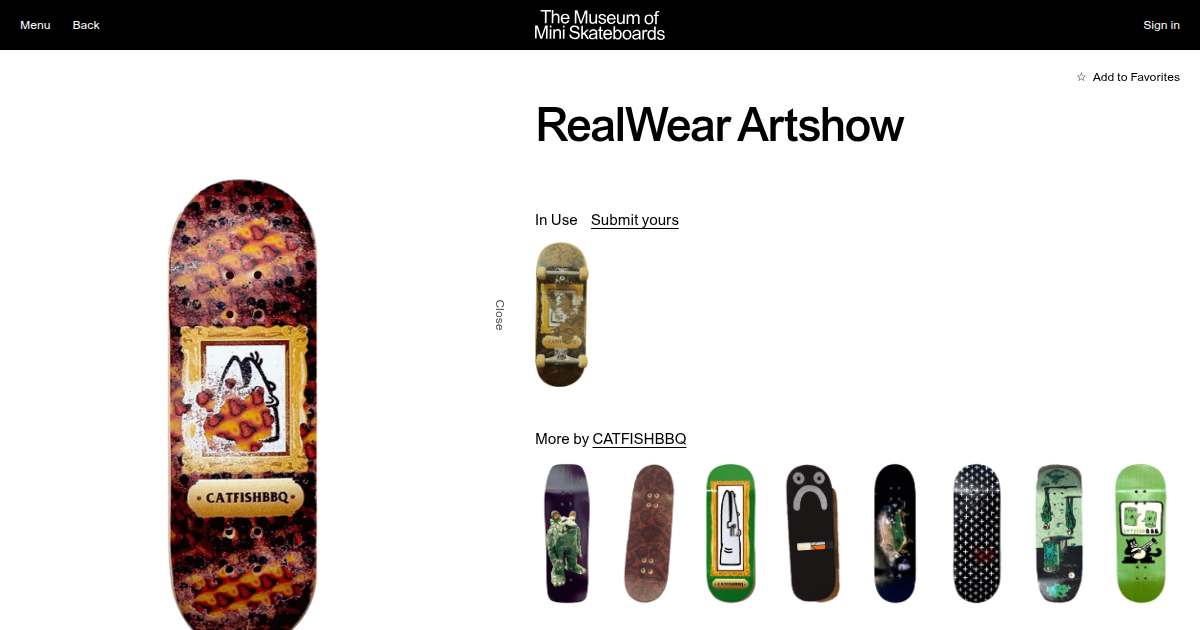 Menu
Back
The Museum of
Mini Skateboards
Sign in
☆ Add to Favorites
RealWear Artshow
In Use
Submit yours
Close
CATFISHBBQ
More by CATFISHBBQ